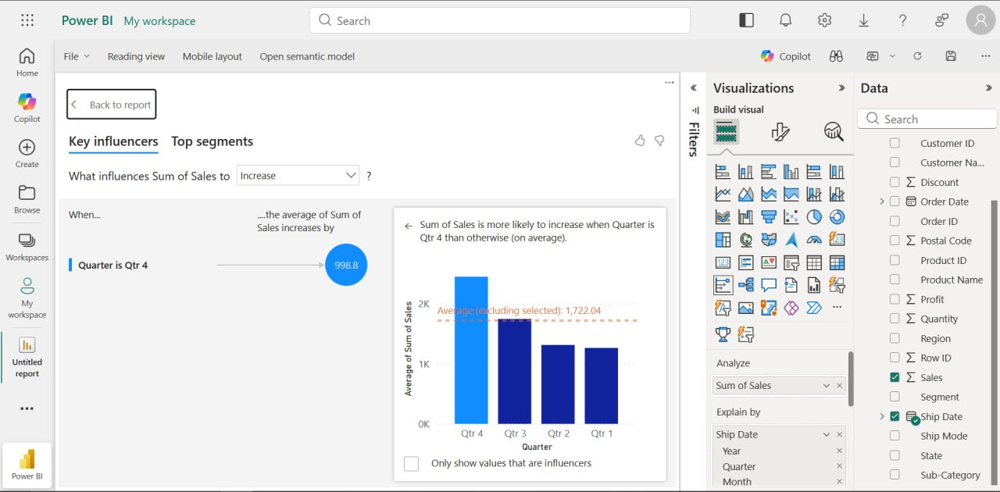 Power BI My workspace
Search
File Reading view Mobile layout Open semantic model
Copilot
Home
Copilot
Create
Browse
Workspaces
My
workspace
Untitled
report
Power BI
Back to report
Key influencers Top segments
What influences Sum of Sales to Increase ?
When...
....the average of Sum of
Sales increases by
Quarter is Qtr 4
998.8
Sum of Sales is more likely to increase when Quarter is
Qtr 4 than otherwise (on average).
Average of Sum of Sales
2K
1K
0K
Average (excluding selected): 1,722.04
Qtr 4 Qtr 3 Qtr 2 Qtr 1
Quarter
Only show values that are influencers
Filters
Visualizations
Build visual
123
Analyze
Sum of Sales
Explain by
Ship Date
Year
Quarter
Month
Data
Search
Customer ID
Customer Na...
Discount
Order Date
Order ID
Postal Code
Product ID
Product Name
Profit
Quantity
Region
Row ID
Sales
Segment
Ship Date
Ship Mode
State
Sub-Category